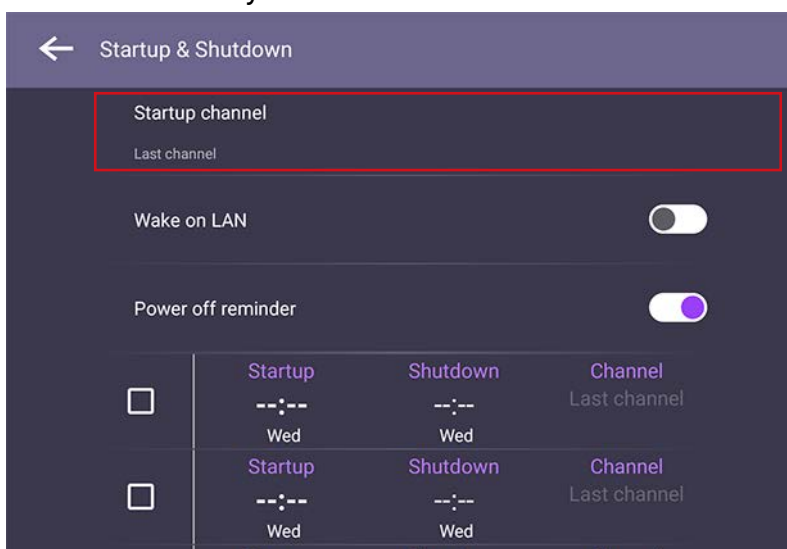 Startup & Shutdown
Startup channel
Last channel
Wake on LAN
Power off reminder
Startup Shutdown Channel
--:-- --:-- Last channel
Wed Wed
Startup Shutdown Channel
--:-- --:-- Last channel
Wed Wed